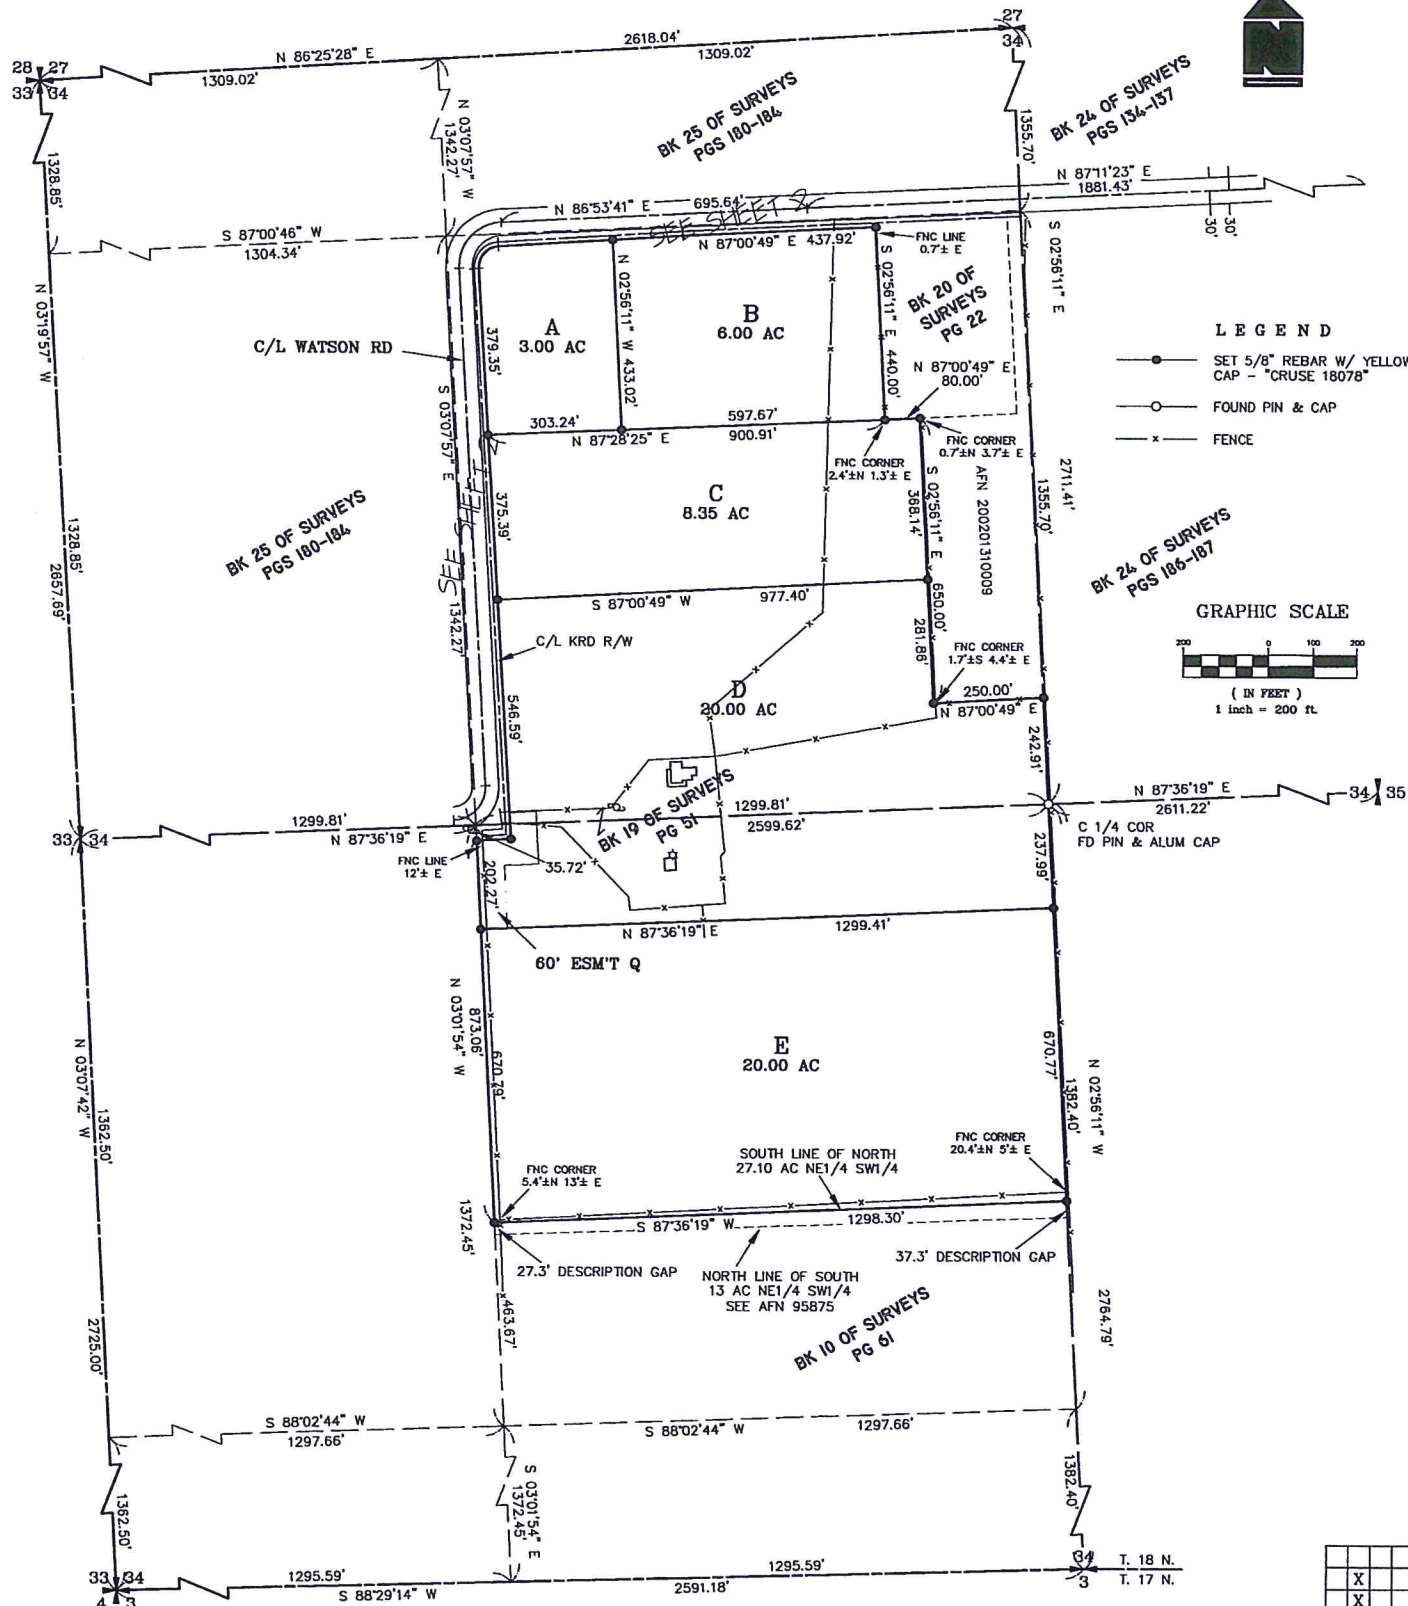 27
34
2618.04'
N 86°25'28" E
1309.02'
1309.02'
28 27
33 34
N
BK 25 OF SURVEYS
PGS 180-184
BK 24 OF SURVEYS
PGS 134-137
N 03°07'57" W
1342.27'
1355.70'
1328.85'
N 87°11'23" E
1881.43'
N 86°53'41" E
695.64'
SEE SHEET 2
30'
30'
S 87°00'46" W
1304.34'
N 87°00'49" E 437.92'
FNC LINE
0.7'± E
S 02°56'11" E
N 03°19'57" W
C/L WATSON RD
379.35'
A
3.00 AC
N 02°56'11" W 433.02'
B
6.00 AC
S 02°56'11" E
440.00'
BK 20 OF
SURVEYS
PG 22
N 87°00'49" E
80.00'
LEGEND
SET 5/8" REBAR W/ YELLOW
CAP - "CRUSE 18078"
FOUND PIN & CAP
FENCE
S 03°07'57" E
303.24'
597.67'
N 87°28'25" E
900.91'
FNC CORNER
2.4'±N 1.3'± E
FNC CORNER
0.7'±N 3.7'± E
AFN 200201310009
2711.41'
1355.70'
SEE SHEET
375.39'
C
8.35 AC
S 02°56'11" E
368.14'
BK 25 OF SURVEYS
PGS 180-184
1328.85'
2657.69'
BK 24 OF SURVEYS
PGS 186-187
S 87°00'49" W
977.40'
1342.27'
C/L KRD R/W
650.00'
281.86'
FNC CORNER
1.7'±S 4.4'± E
GRAPHIC SCALE
200 0 100 200
( IN FEET )
1 inch = 200 ft.
546.59'
D
20.00 AC
250.00'
N 87°00'49" E
242.91'
BK 19 OF SURVEYS
PG 51
33 34
1299.81'
N 87°36'19" E
1299.81'
2599.62'
N 87°36'19" E
2611.22'
34 35
C 1/4 COR
FD PIN & ALUM CAP
FNC LINE
12'± E
35.72'
202.27'
237.99'
N 87°36'19" E
1299.41'
60' ESM'T Q
N 03°01'54" W
873.06'
670.79'
E
20.00 AC
670.77'
N 02°56'11" W
1382.40'
N 03°07'42" W
1362.50'
FNC CORNER
5.4'±N 13'± E
SOUTH LINE OF NORTH
27.10 AC NE1/4 SW1/4
FNC CORNER
20.4'±N 5'± E
1372.45'
S 87°36'19" W
1298.30'
27.3' DESCRIPTION GAP
37.3' DESCRIPTION GAP
NORTH LINE OF SOUTH
13 AC NE1/4 SW1/4
SEE AFN 95875
463.67'
2764.79'
2725.00'
BK 10 OF SURVEYS
PG 61
S 88°02'44" W
1297.66'
S 88°02'44" W
1297.66'
1362.50'
S 03°01'54" E
1372.45'
1382.40'
33 34
4 3
1295.59'
S 88°29'14" W
1295.59'
2591.18'
34
3
T. 18 N.
T. 17 N.
X
X